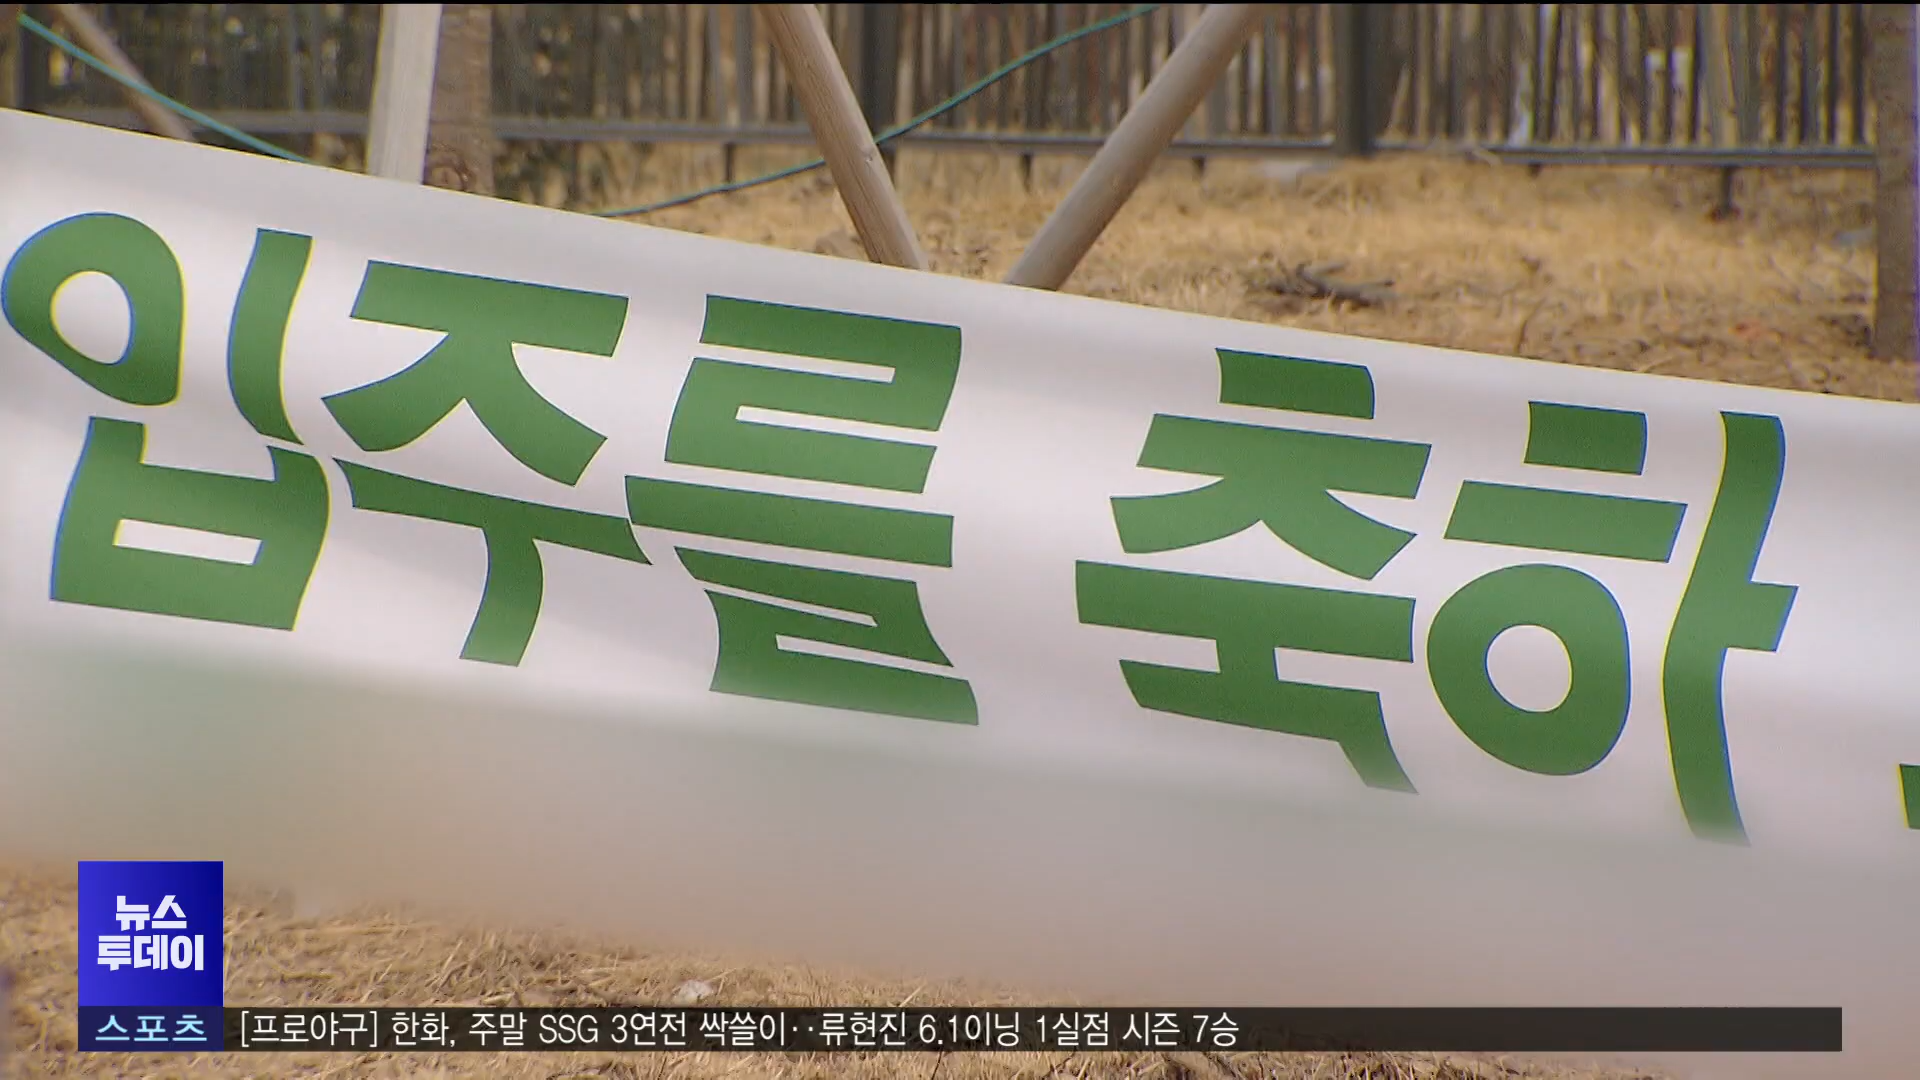 입주를 축하
뉴스
투데이
스포츠 [프로야구] 한화, 주말 SSG 3연전 싹쓸이‥류현진 6.1이닝 1실점 시즌 7승